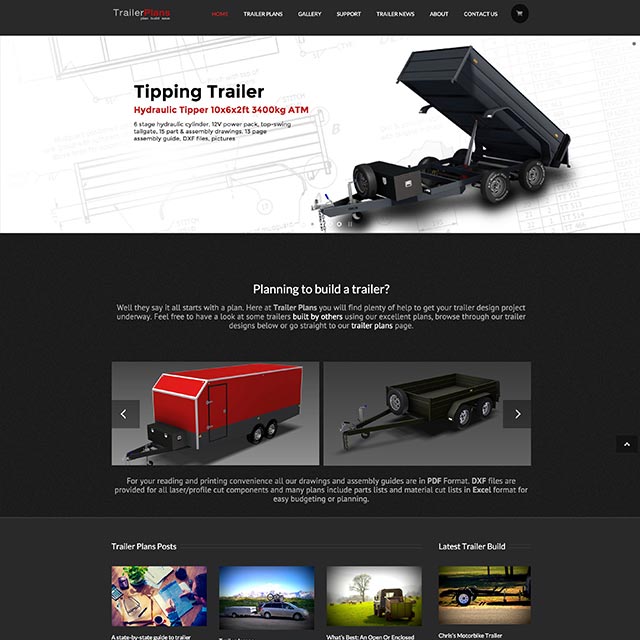 TrailerPlans
plan build save
HOME
TRAILER PLANS
GALLERY
SUPPORT
TRAILER NEWS
ABOUT
CONTACT US
Tipping Trailer
Hydraulic Tipper 10x6x2ft 3400kg ATM
6 stage hydraulic cylinder, 12V power pack, top-swing
tailgate, 15 part & assembly drawings, 13 page
assembly guide, DXF files, pictures
Planning to build a trailer?
Well they say it all starts with a plan. Here at Trailer Plans you will find plenty of help to get your trailer design project
underway. Feel free to have a look at some trailers built by others using our excellent plans, browse through our trailer
designs below or go straight to our trailer plans page.
For your reading and printing convenience all our drawings and assembly guides are in PDF Format. DXF files are
provided for all laser/profile cut components and many plans include parts lists and material cut lists in Excel format for
easy budgeting or planning.
Trailer Plans Posts
Latest Trailer Build
A state-by-state guide to trailer
What's Best: An Open Or Enclosed
Chris's Motorbike Trailer